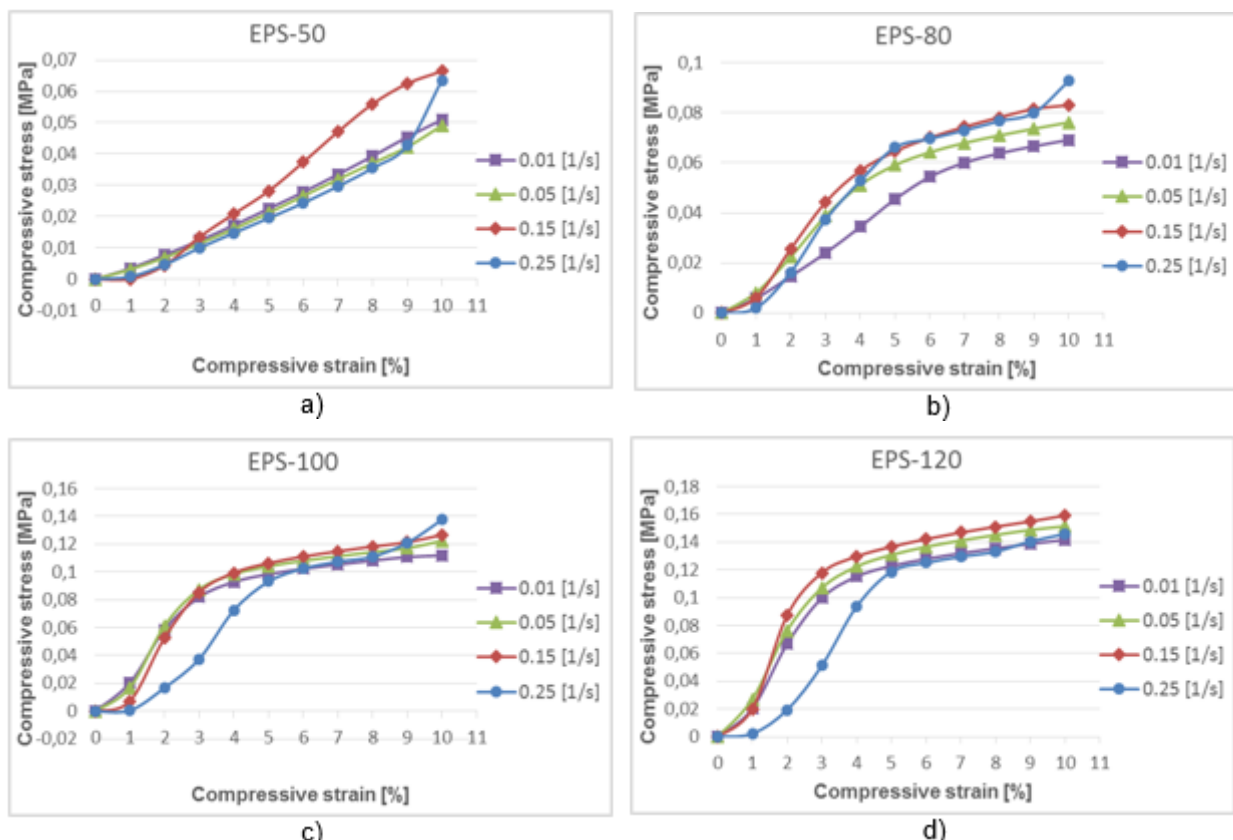 EPS-50
Compressive stress [MPa]
0,07
0,06
0,05
0,04
0,03
0,02
0,01
0
-0,01
0 1 2 3 4 5 6 7 8 9 10 11
Compressive strain [%]
0.01 [1/s]
0.05 [1/s]
0.15 [1/s]
0.25 [1/s]
a)
EPS-80
Compressive stress [MPa]
0,1
0,08
0,06
0,04
0,02
0
0 1 2 3 4 5 6 7 8 9 10 11
Compressive strain [%]
0.01 [1/s]
0.05 [1/s]
0.15 [1/s]
0.25 [1/s]
b)
EPS-100
Compressive stress [MPa]
0,16
0,14
0,12
0,1
0,08
0,06
0,04
0,02
0
-0,02
0 1 2 3 4 5 6 7 8 9 10 11
Compressive strain [%]
0.01 [1/s]
0.05 [1/s]
0.15 [1/s]
0.25 [1/s]
c)
EPS-120
Compressive stress [MPa]
0,18
0,16
0,14
0,12
0,1
0,08
0,06
0,04
0,02
0
0 1 2 3 4 5 6 7 8 9 10 11
Compressive strain [%]
0.01 [1/s]
0.05 [1/s]
0.15 [1/s]
0.25 [1/s]
d)